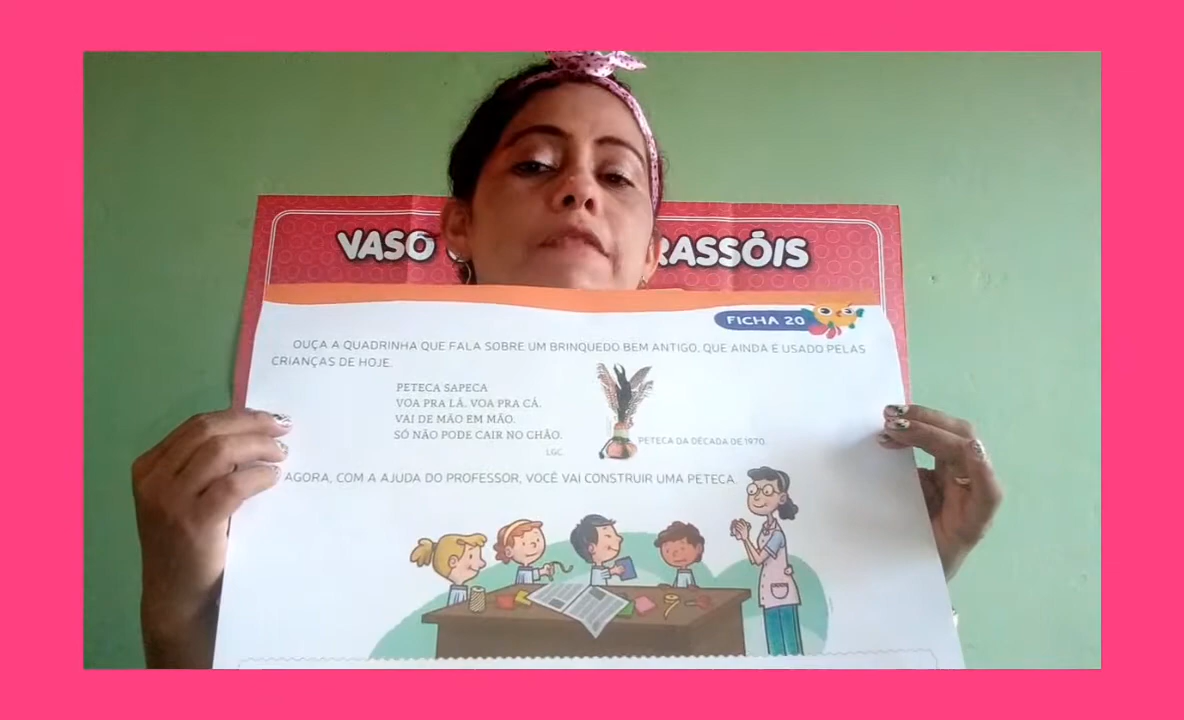 VASO RASSÓIS
FICHA 20
OUÇA A QUADRINHA QUE FALA SOBRE UM BRINQUEDO BEM ANTIGO, QUE AINDA É USADO PELAS
CRIANÇAS DE HOJE.
PETECA SAPECA
VOA PRA LÁ, VOA PRA CÁ.
VAI DE MÃO EM MÃO.
SÓ NÃO PODE CAIR NO CHÃO.
LGC
PETECA DA DÉCADA DE 1970.
AGORA, COM A AJUDA DO PROFESSOR, VOCÊ VAI CONSTRUIR UMA PETECA.